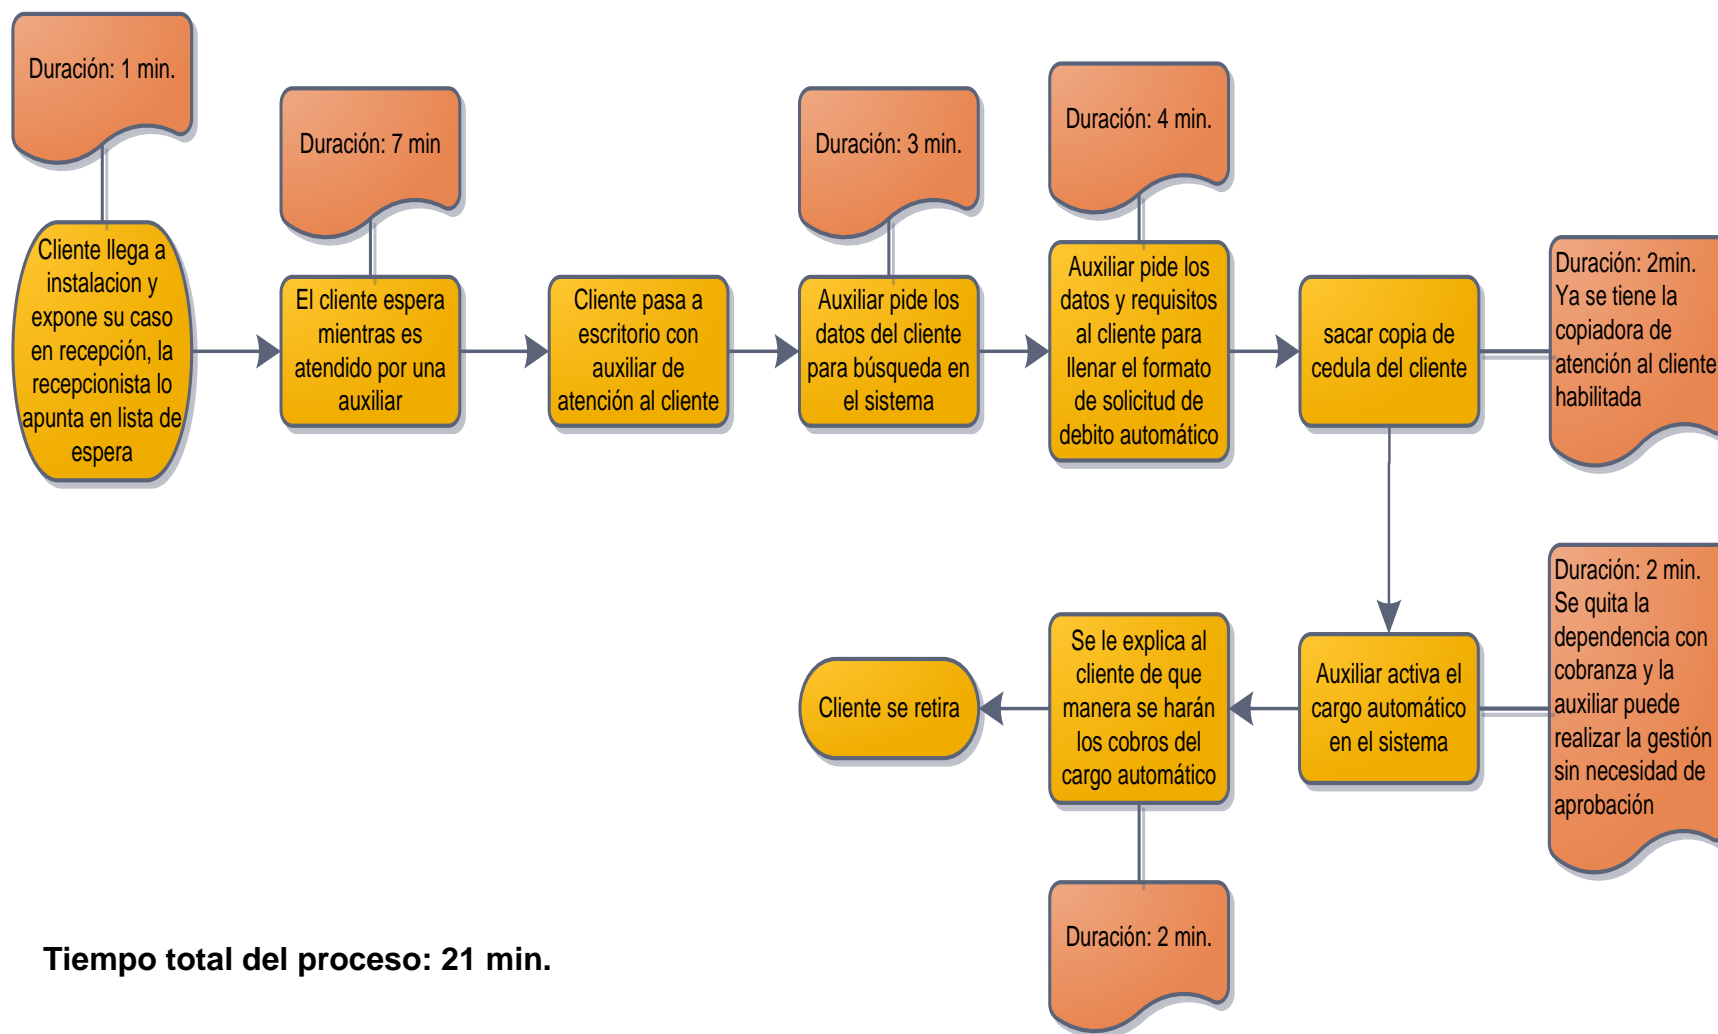 Duración: 1 min.
Duración: 7 min
Duración: 3 min.
Duración: 4 min.
Cliente llega a
instalacion y
expone su caso
en recepción, la
recepcionista lo
apunta en lista de
espera
El cliente espera
mientras es
atendido por una
auxiliar
Cliente pasa a
escritorio con
auxiliar de
atención al cliente
Auxiliar pide los
datos del cliente
para búsqueda en
el sistema
Auxiliar pide los
datos y requisitos
al cliente para
llenar el formato
de solicitud de
debito automático
sacar copia de
cedula del cliente
Duración: 2min.
Ya se tiene la
copiadora de
atención al cliente
habilitada
Duración: 2 min.
Se quita la
dependencia con
cobranza y la
auxiliar puede
realizar la gestión
sin necesidad de
aprobación
Auxiliar activa el
cargo automático
en el sistema
Se le explica al
cliente de que
manera se harán
los cobros del
cargo automático
Cliente se retira
Duración: 2 min.
Tiempo total del proceso: 21 min.